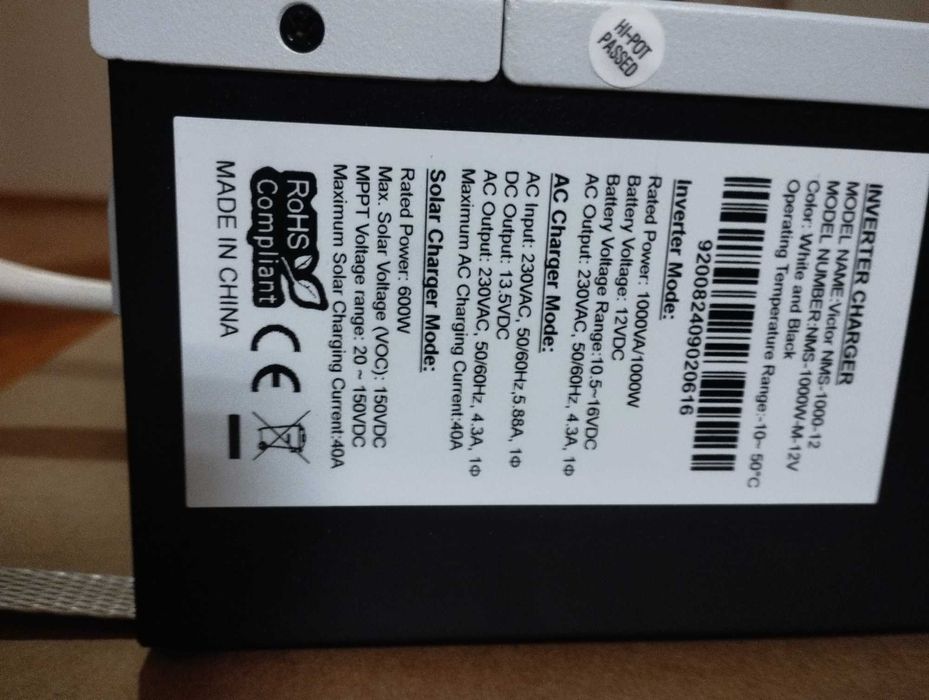 HI-POT
PASSED
INVERTER CHARGER
MODEL NAME:Victor NMS-1000-12
MODEL NUMBER:NMS-1000W-M-12V
Color: White and Black
Operating Temperature Range:-10~ 50°C
92008240902061​6
Inverter Mode:
Rated Power: 1000VA/1000W
Battery Voltage: 12VDC
Battery Voltage Range:10.5~16VDC
AC Output: 230VAC, 50/60Hz, 4.3A, 1Φ
AC Charger Mode:
AC Input: 230VAC, 50/60Hz,5.88A, 1Φ
DC Output: 13.5VDC
AC Output: 230VAC, 50/60Hz, 4.3A, 1Φ
Maximum AC Charging Current:40A
Solar Charger Mode:
Rated Power: 600W
Max. Solar Voltage (VOC): 150VDC
MPPT Voltage range: 20 ~ 150VDC
Maximum Solar Charging Current:40A
RoHS
Compliant
CE
MADE IN CHINA